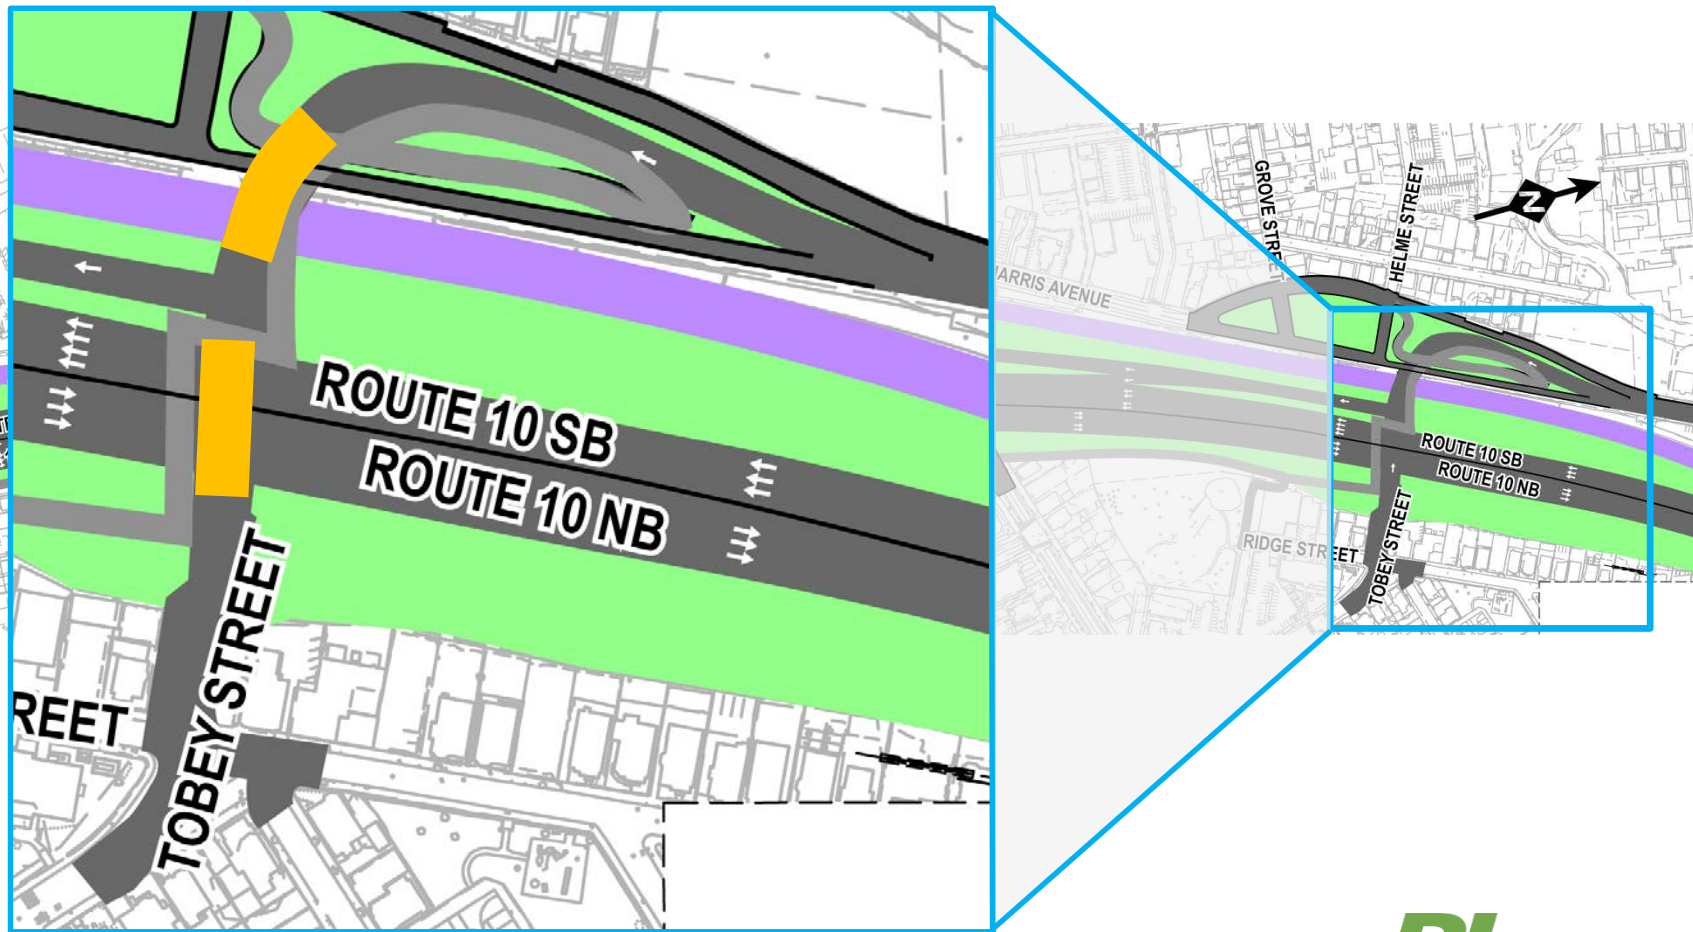 ROUTE 10 SB
ROUTE 10 NB
TOBEY STREET
REET
GROVE STREET
HELME STREET
N
HARRIS AVENUE
ROUTE 10 SB
ROUTE 10 NB
RIDGE STREET
TOBEY STREET